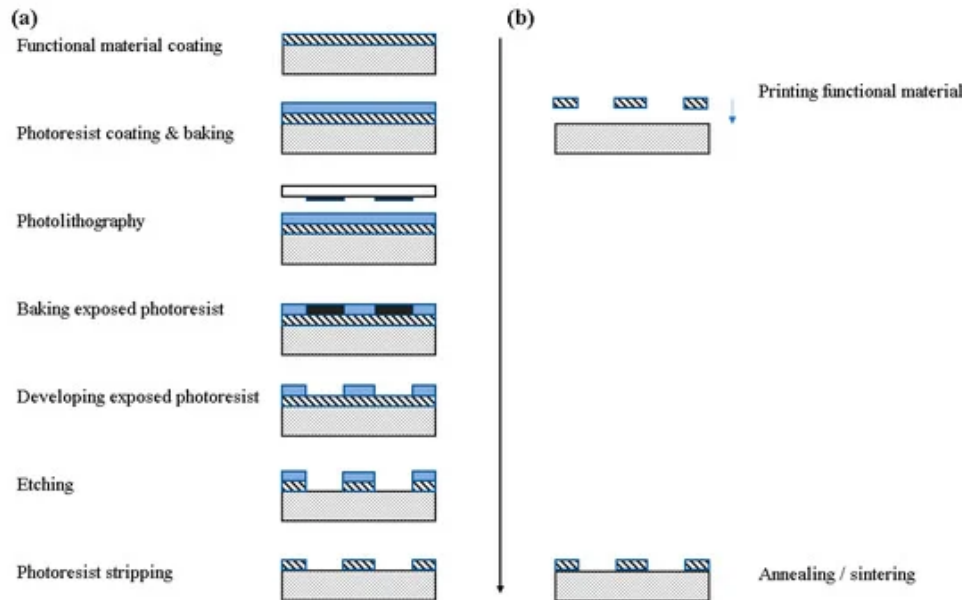 (a)
Functional material coating
Photoresist coating & baking
Photolithography
Baking exposed photoresist
Developing exposed photoresist
Etching
Photoresist stripping
(b)
Printing functional material
Annealing / sintering